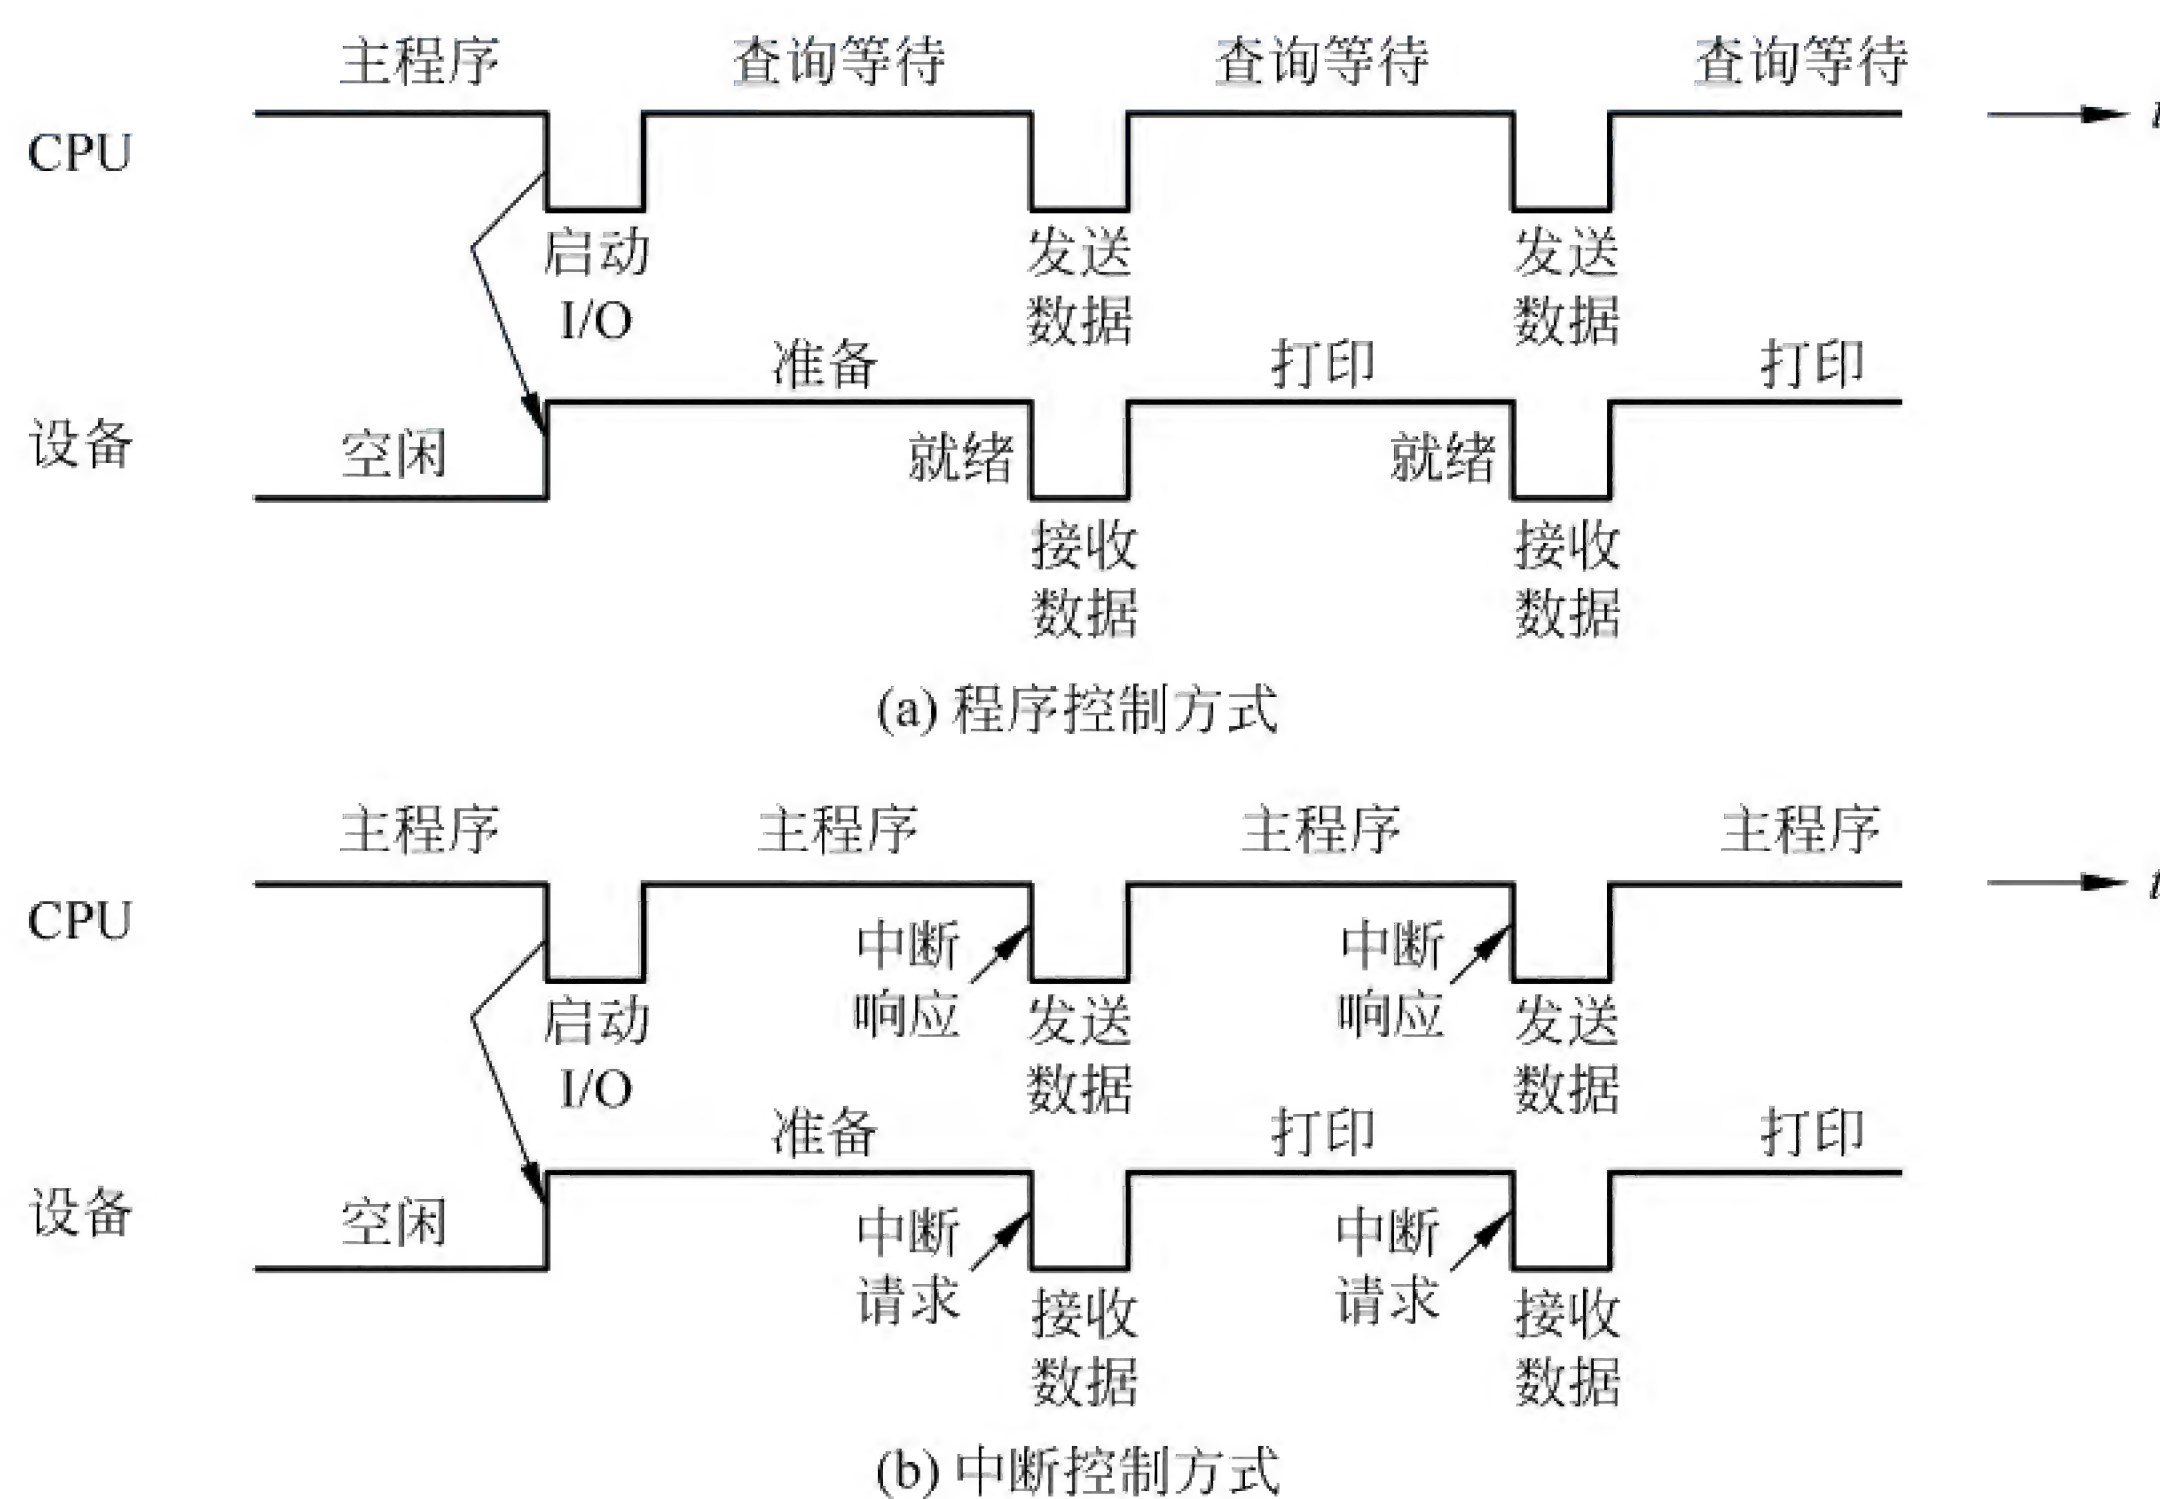 主程序 查询等待 查询等待 查询等待
CPU
t
启动 发送 发送
I/O 数据 数据
准备 打印 打印
设备 空闲 就绪 就绪
接收 接收
数据 数据
(a) 程序控制方式
主程序 主程序 主程序 主程序
t
CPU 中断 中断
响应 响应
启动 发送 发送
I/O 数据 数据
准备 打印 打印
设备 空闲 中断 中断
请求 请求
接收 接收
数据 数据
(b) 中断控制方式